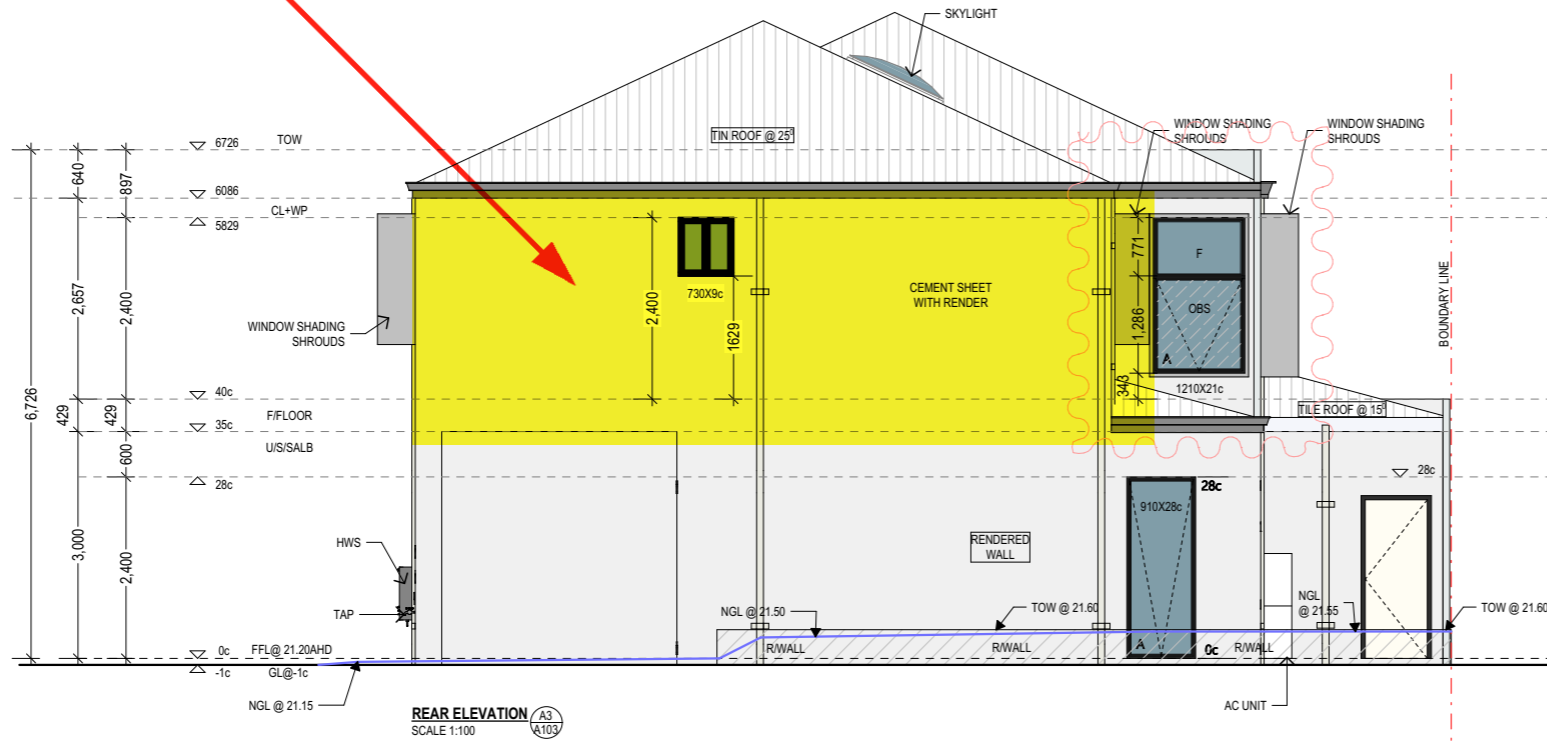 SKYLIGHT
TIN ROOF @ 25⁰
WINDOW SHADING
SHROUDS
WINDOW SHADING
SHROUDS
6726
TOW
640
897
6086
CL+WP
5829
6,726
2,657
2,400
WINDOW SHADING
SHROUDS
730X9c
2,400
1629
CEMENT SHEET
WITH RENDER
771
1,286
343
F
OBS
A
1210X21c
BOUNDARY LINE
TILE ROOF @ 15⁰
40c
429
429
F/FLOOR
35c
600
U/S/SALB
28c
3,000
2,400
28c
910X28c
28c
RENDERED
WALL
HWS
TAP
NGL @ 21.50
TOW @ 21.60
NGL
@ 21.55
TOW @ 21.60
R/WALL
R/WALL
A
0c
R/WALL
0c
FFL@ 21.20AHD
-1c
GL@-1c
NGL @ 21.15
AC UNIT
REAR ELEVATION
SCALE 1:100
A3
A103